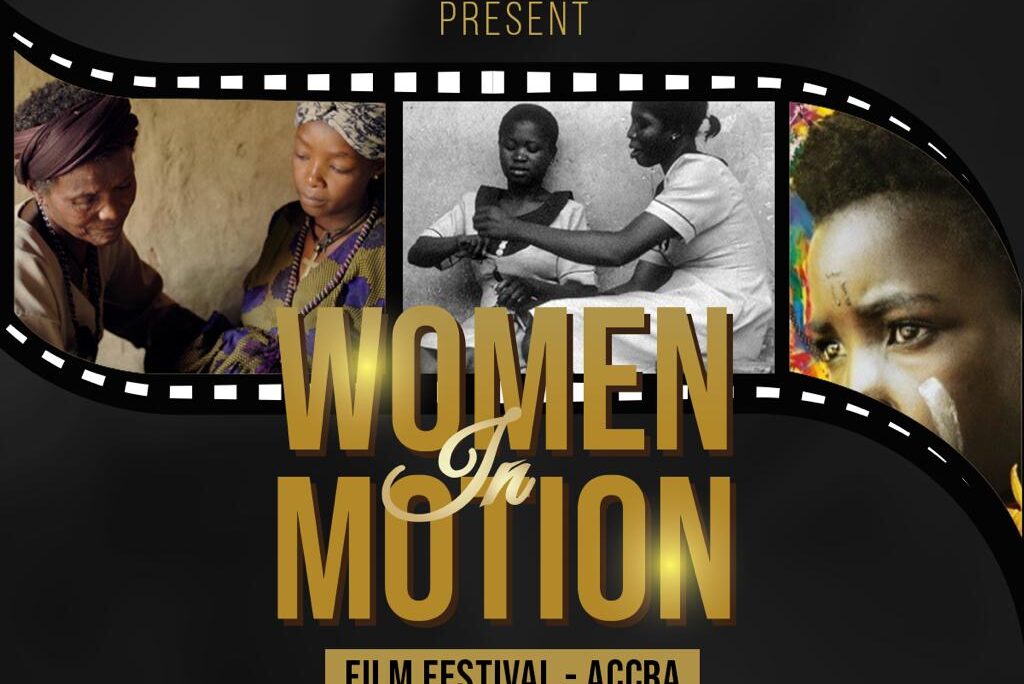 PRESENT
WOMEN
In
MOTION
FILM FESTIVAL - ACCRA